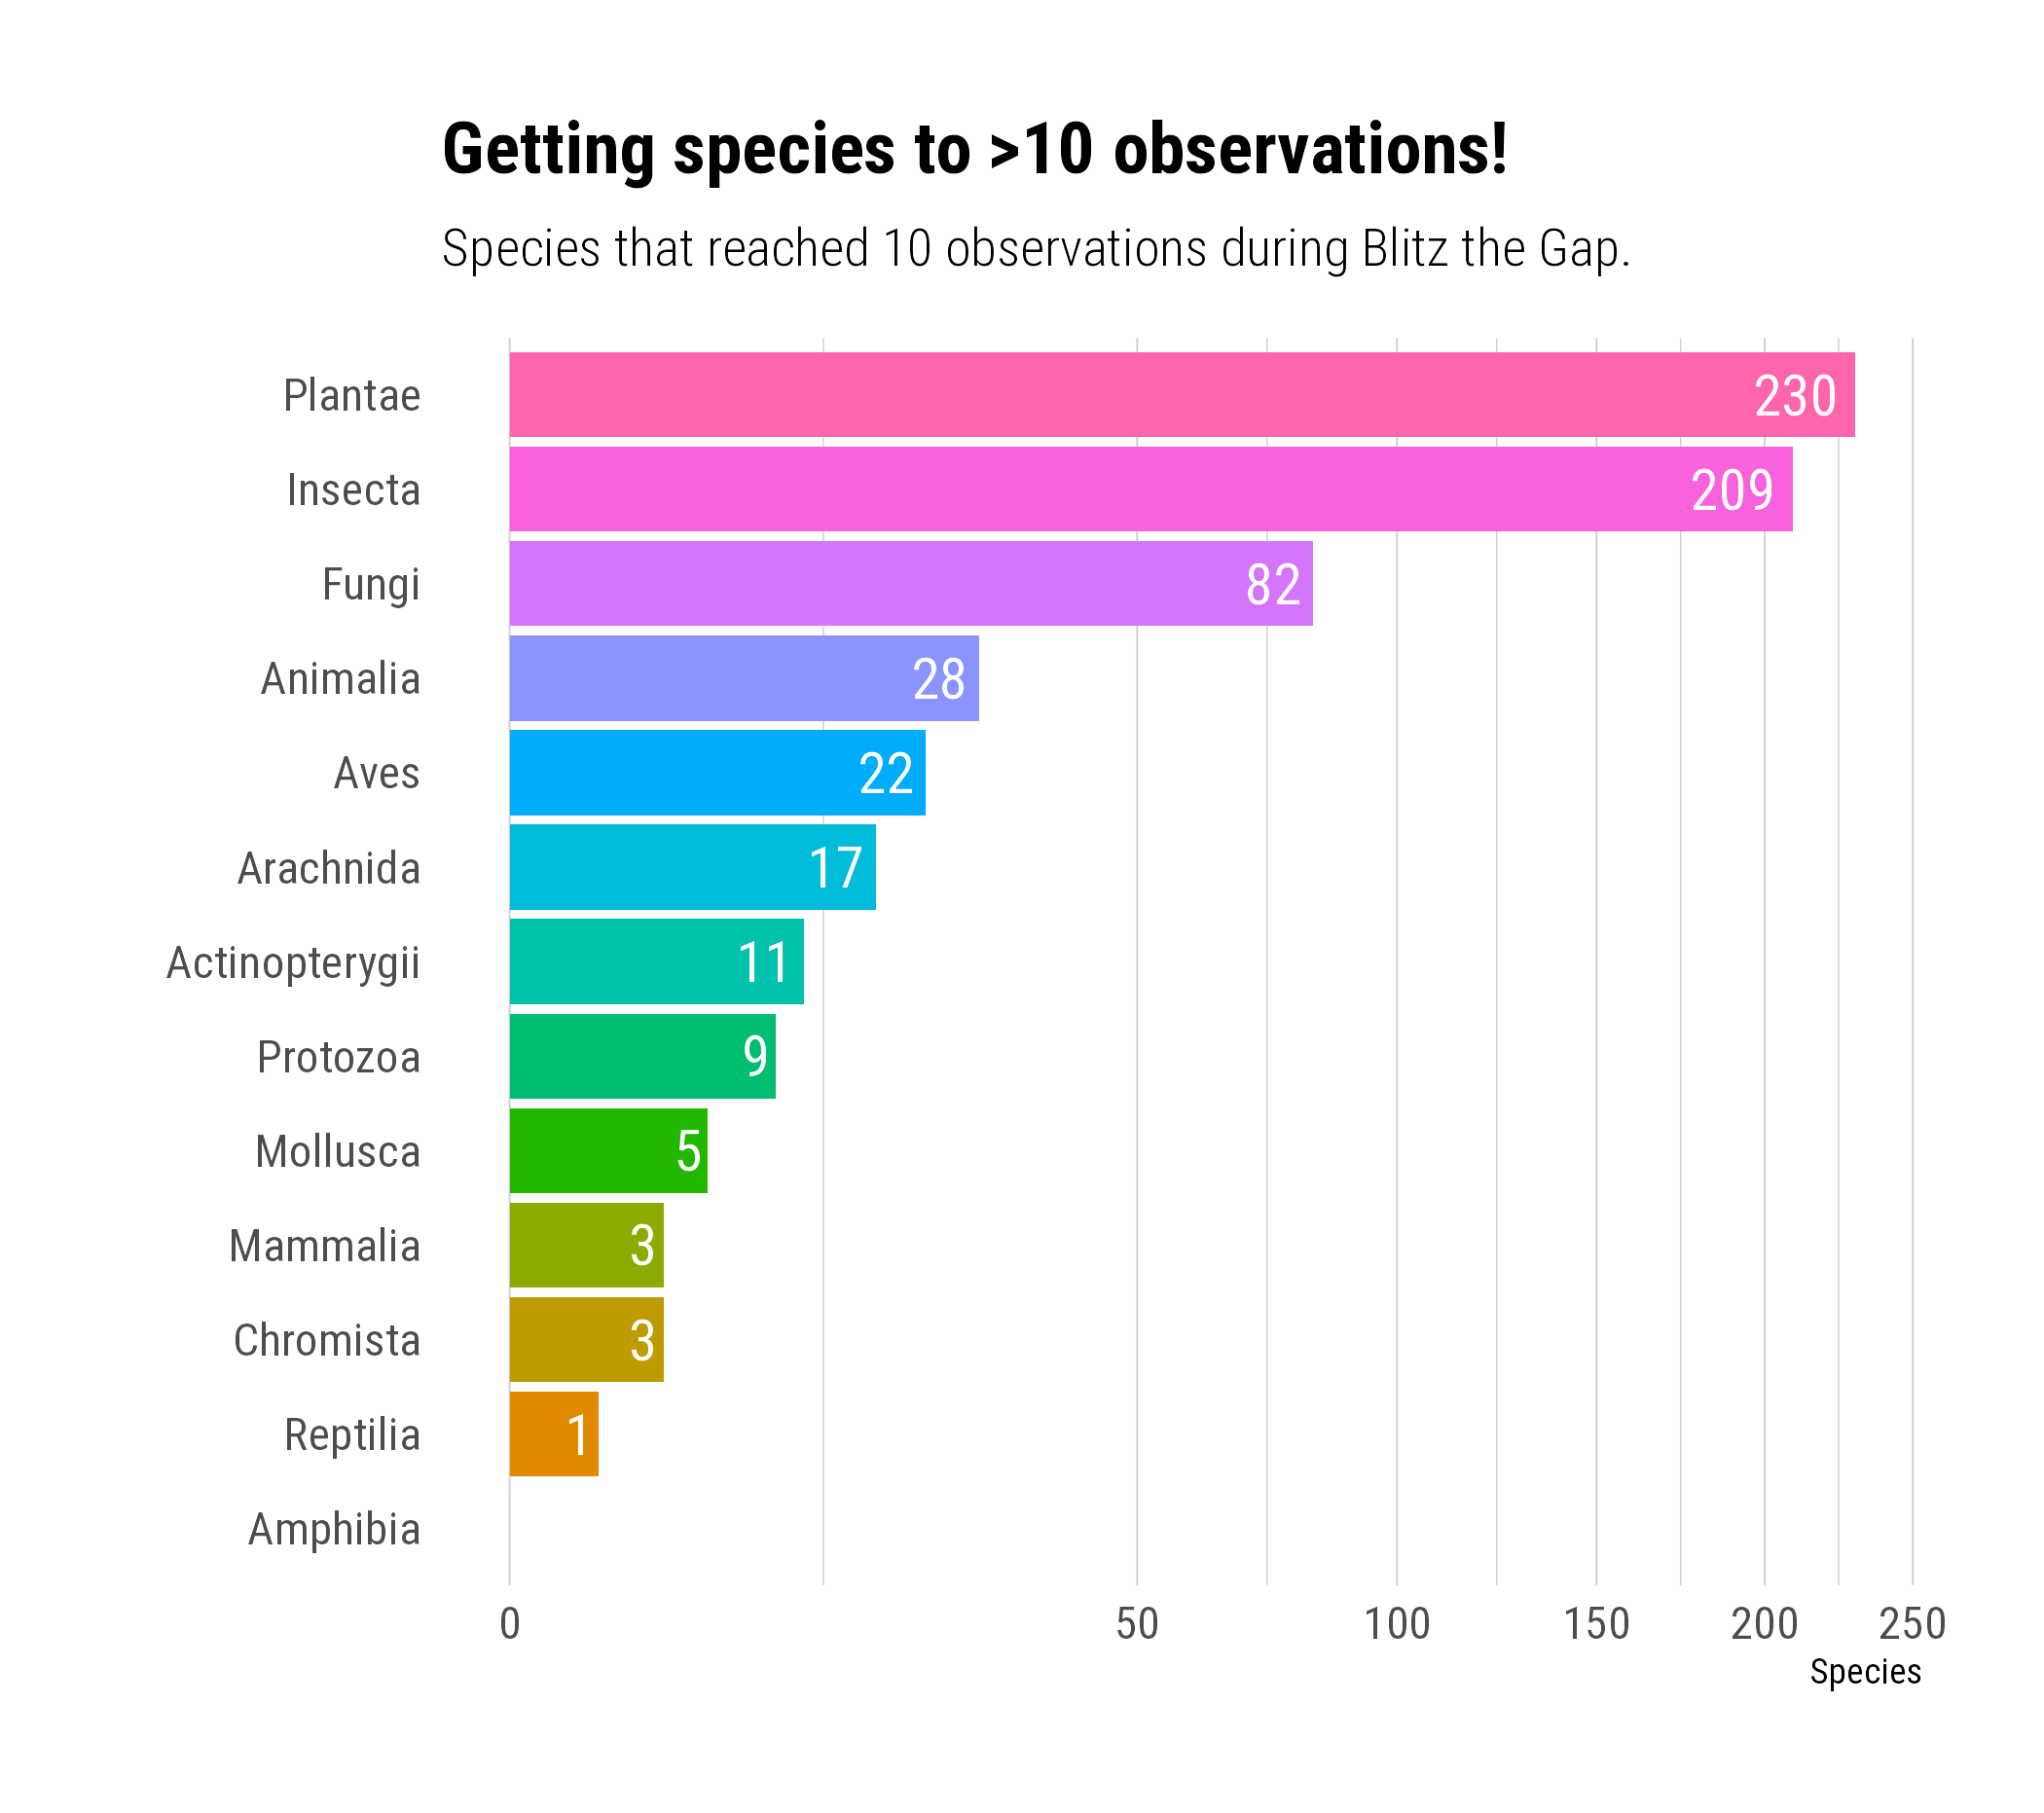 Getting species to >10 observations!
Species that reached 10 observations during Blitz the Gap.
Plantae 230
Insecta 209
Fungi 82
Animalia 28
Aves 22
Arachnida 17
Actinopterygii 11
Protozoa 9
Mollusca 5
Mammalia 3
Chromista 3
Reptilia 1
Amphibia
0 50 100 150 200 250
Species